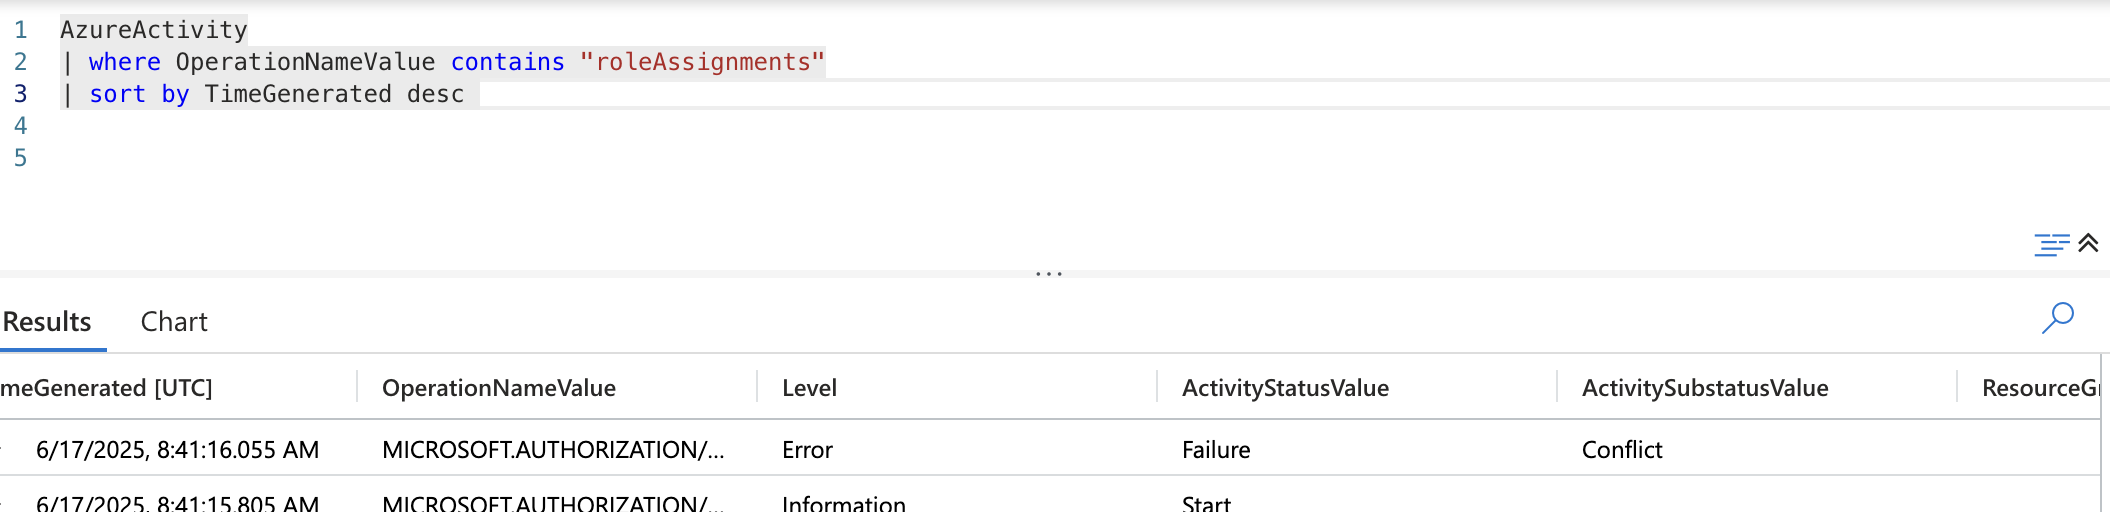 1 AzureActivity
2 | where OperationNameValue contains "roleAssignments"
3 | sort by TimeGenerated desc
4
5
...
Results Chart
meGenerated [UTC] OperationNameValue Level ActivityStatusValue ActivitySubstatusValue ResourceG
6/17/2025, 8:41:16.055 AM MICROSOFT.AUTHORIZATION/... Error Failure Conflict
6/17/2025, 8:41:15.805 AM MICROSOFT.AUTHORIZATION/... Information Start